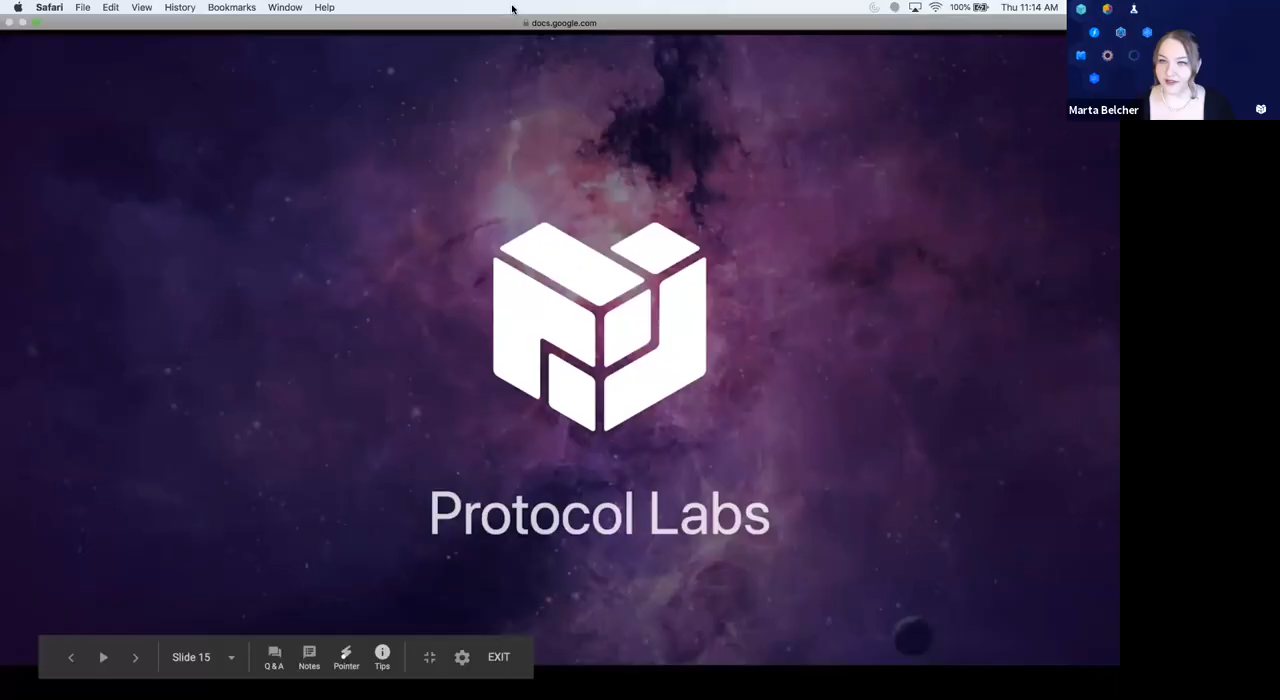 Safari File Edit View History Bookmarks Window Help 100% Thu 11:14 AM
docs.google.com
Marta Belcher
Protocol Labs
Slide 15 Q & A Notes Pointer Tips EXIT